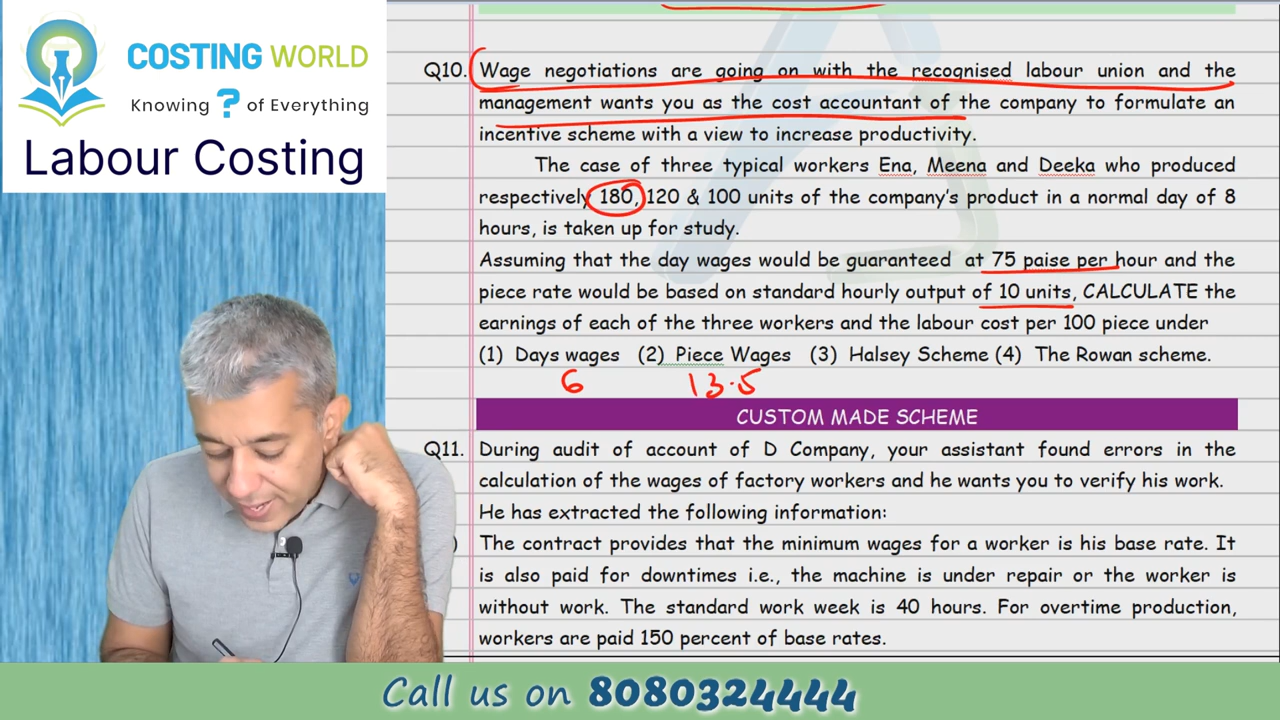 COSTING WORLD
Knowing ? of Everything
Labour Costing
Q10. Wage negotiations are going on with the recognised labour union and the
management wants you as the cost accountant of the company to formulate an
incentive scheme with a view to increase productivity.
The case of three typical workers Ena, Meena and Deeka who produced
respectively 180, 120 & 100 units of the company's product in a normal day of 8
hours, is taken up for study.
Assuming that the day wages would be guaranteed at 75 paise per hour and the
piece rate would be based on standard hourly output of 10 units, CALCULATE the
earnings of each of the three workers and the labour cost per 100 piece under
(1) Days wages (2) Piece Wages (3) Halsey Scheme (4) The Rowan scheme.
6 13.5
CUSTOM MADE SCHEME
Q11. During audit of account of D Company, your assistant found errors in the
calculation of the wages of factory workers and he wants you to verify his work.
He has extracted the following information:
) The contract provides that the minimum wages for a worker is his base rate. It
is also paid for downtimes i.e., the machine is under repair or the worker is
without work. The standard work week is 40 hours. For overtime production,
workers are paid 150 percent of base rates.
Call us on 8080324444